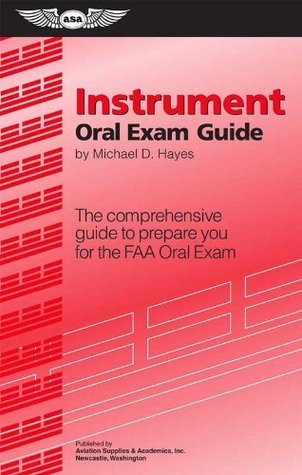 asa
Instrument
Oral Exam Guide
by Michael D. Hayes
The comprehensive
guide to prepare you
for the FAA Oral Exam
Published by
Aviation Supplies & Academics, Inc.
Newcastle, Washington